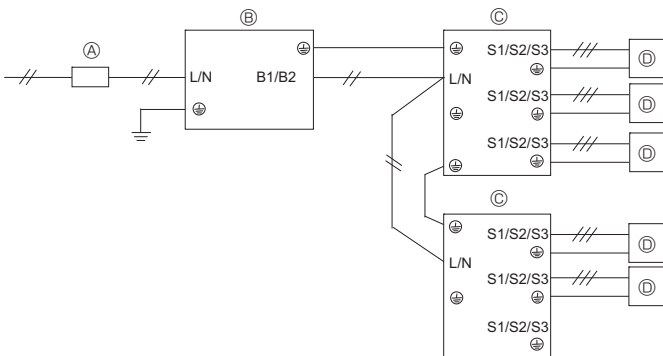 Ⓐ
Ⓑ
L/N
B1/B2
Ⓒ
L/N
S1/S2/S3
Ⓓ
S1/S2/S3
Ⓓ
S1/S2/S3
Ⓓ
Ⓒ
L/N
S1/S2/S3
Ⓓ
S1/S2/S3
Ⓓ
S1/S2/S3